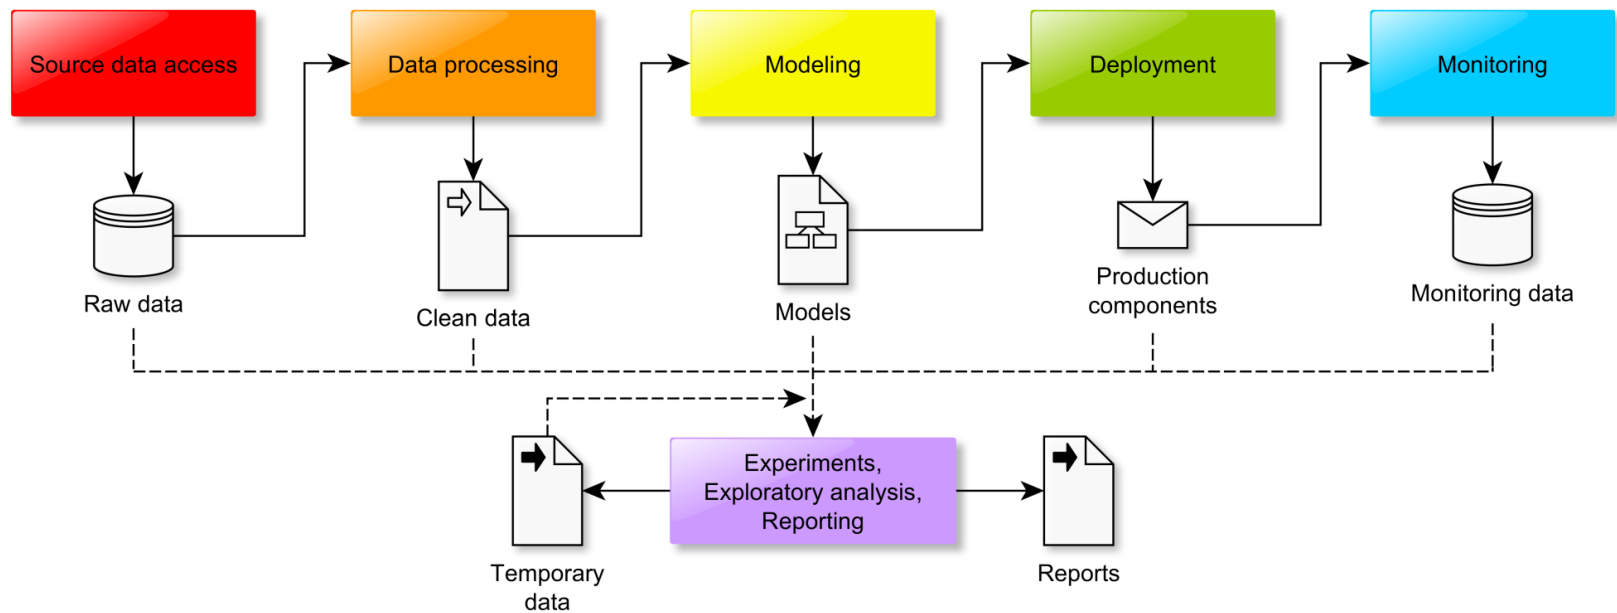 Source data access
Data processing
Modeling
Deployment
Monitoring
Raw data
Clean data
Models
Production
components
Monitoring data
Experiments,
Exploratory analysis,
Reporting
Temporary
data
Reports